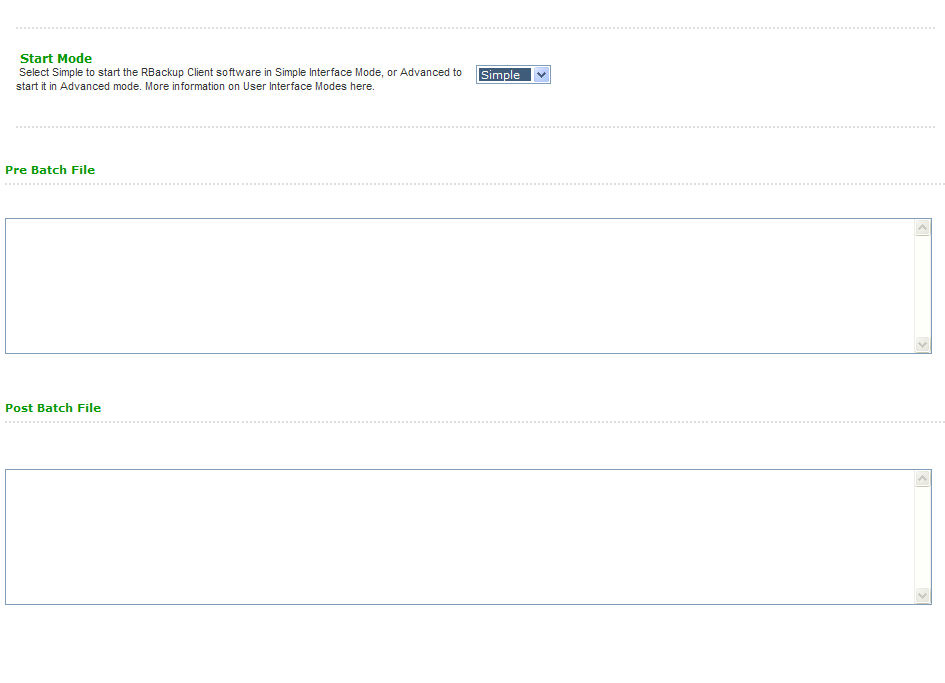 Start Mode
Select Simple to start the RBackup Client software in Simple Interface Mode, or Advanced to
start it in Advanced mode. More information on User Interface Modes here.
Simple
Pre Batch File
Post Batch File